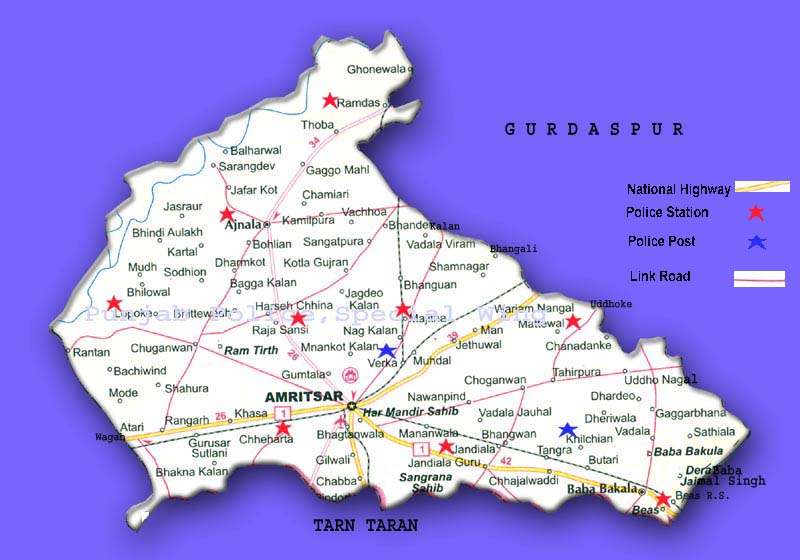 Ghonewala
Ramdas
Thoba
34
GURDASPUR
Balharwal
Sarangdev
Gaggo Mahl
National Highway
Jafar Kot
Chamiari
Jasraur
Police Station
Ajnala
Kamilpura
Vachhoa
Bhande Kalan
Bhindi Aulakh
Police Post
Kartal
Bohlian
Sangatpura
Vadala Viram
Bhangali
Mudh
Sodhion
Dharmkot
Kotla Gujran
Shamnagar
Link Road
Bhilowal
Bagga Kalan
Bhanguan
Jagdeo
Kalan
Harseh Chhina
Lopoke
Brittewesh
Majitha
Wariam Nangal
Uddhoke
Punjab Police,Special Wing
Raja Sansi
Nag Kalan
Man
Mattewal
39
Rantan
Chuganwan
Ram Tirth
26
Mnankot Kalan
Jethuwal
Chanadanke
Verka
Muhdal
Bachiwind
Gumtala
Choganwan
Tahirpura
Uddho Nagal
Mode
Shahura
AMRITSAR
Nawanpind
Dhardeo
Har Mandir Sahib
Vadala Jauhal
Gaggarbhana
Atari
Rangarh
26
Khasa
1
Dheriwala
Wagah
Gurusar
Sutlani
Chheharta
Bhagtanwala
Mananwala
Bhangwan
Khilchian
Vadala
Sathiala
1
Jandiala
Tangra
Baba Bakula
Bhakna Kalan
Gilwali
Jandiala Guru
42
Butari
Dera Baba
Jaimal Singh
Chabba
Sangrana
Sahib
Chhajalwaddi
Baba Bakala
Beas R.S.
Beas
TARN TARAN